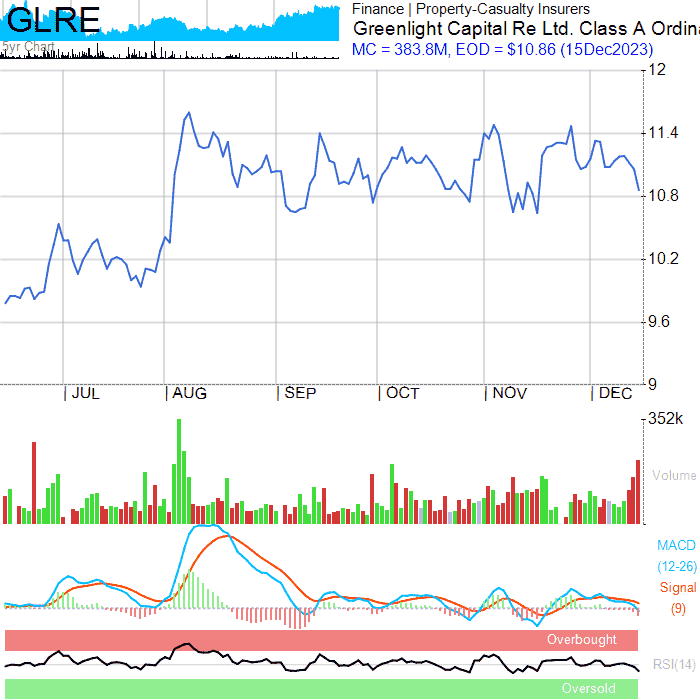 GLRE
5yr Chart
Finance | Property-Casualty Insurers
Greenlight Capital Re Ltd. Class A Ordina
MC = 383.8M, EOD = $10.86 (15Dec2023)
12
11.4
10.8
10.2
9.6
9
JUL AUG SEP OCT NOV DEC
352k
Volume
MACD
(12-26)
Signal
(9)
Overbought
RSI(14)
Oversold